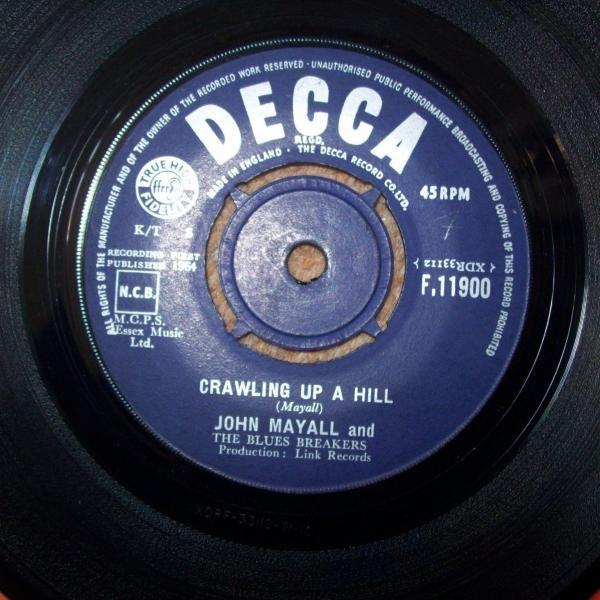 ALL RIGHTS OF THE MANUFACTURER AND OF THE OWNER OF THE RECORDED WORK RESERVED · UNAUTHORISED PUBLIC PERFORMANCE BROADCASTING AND COPYING OF THIS RECORD PROHIBITED
DECCA
REGD.
MADE IN ENGLAND · THE DECCA RECORD CO. LTD.
TRUE HIGH
ffrr
FIDELITY
45 RPM
K/T
RECORDING FIRST
PUBLISHED 1964
XDR33112
F.11900
N.C.B.
M.C.P.S.
Essex Music
Ltd.
CRAWLING UP A HILL
(Mayall)
JOHN MAYALL and
THE BLUES BREAKERS
Production: Link Records